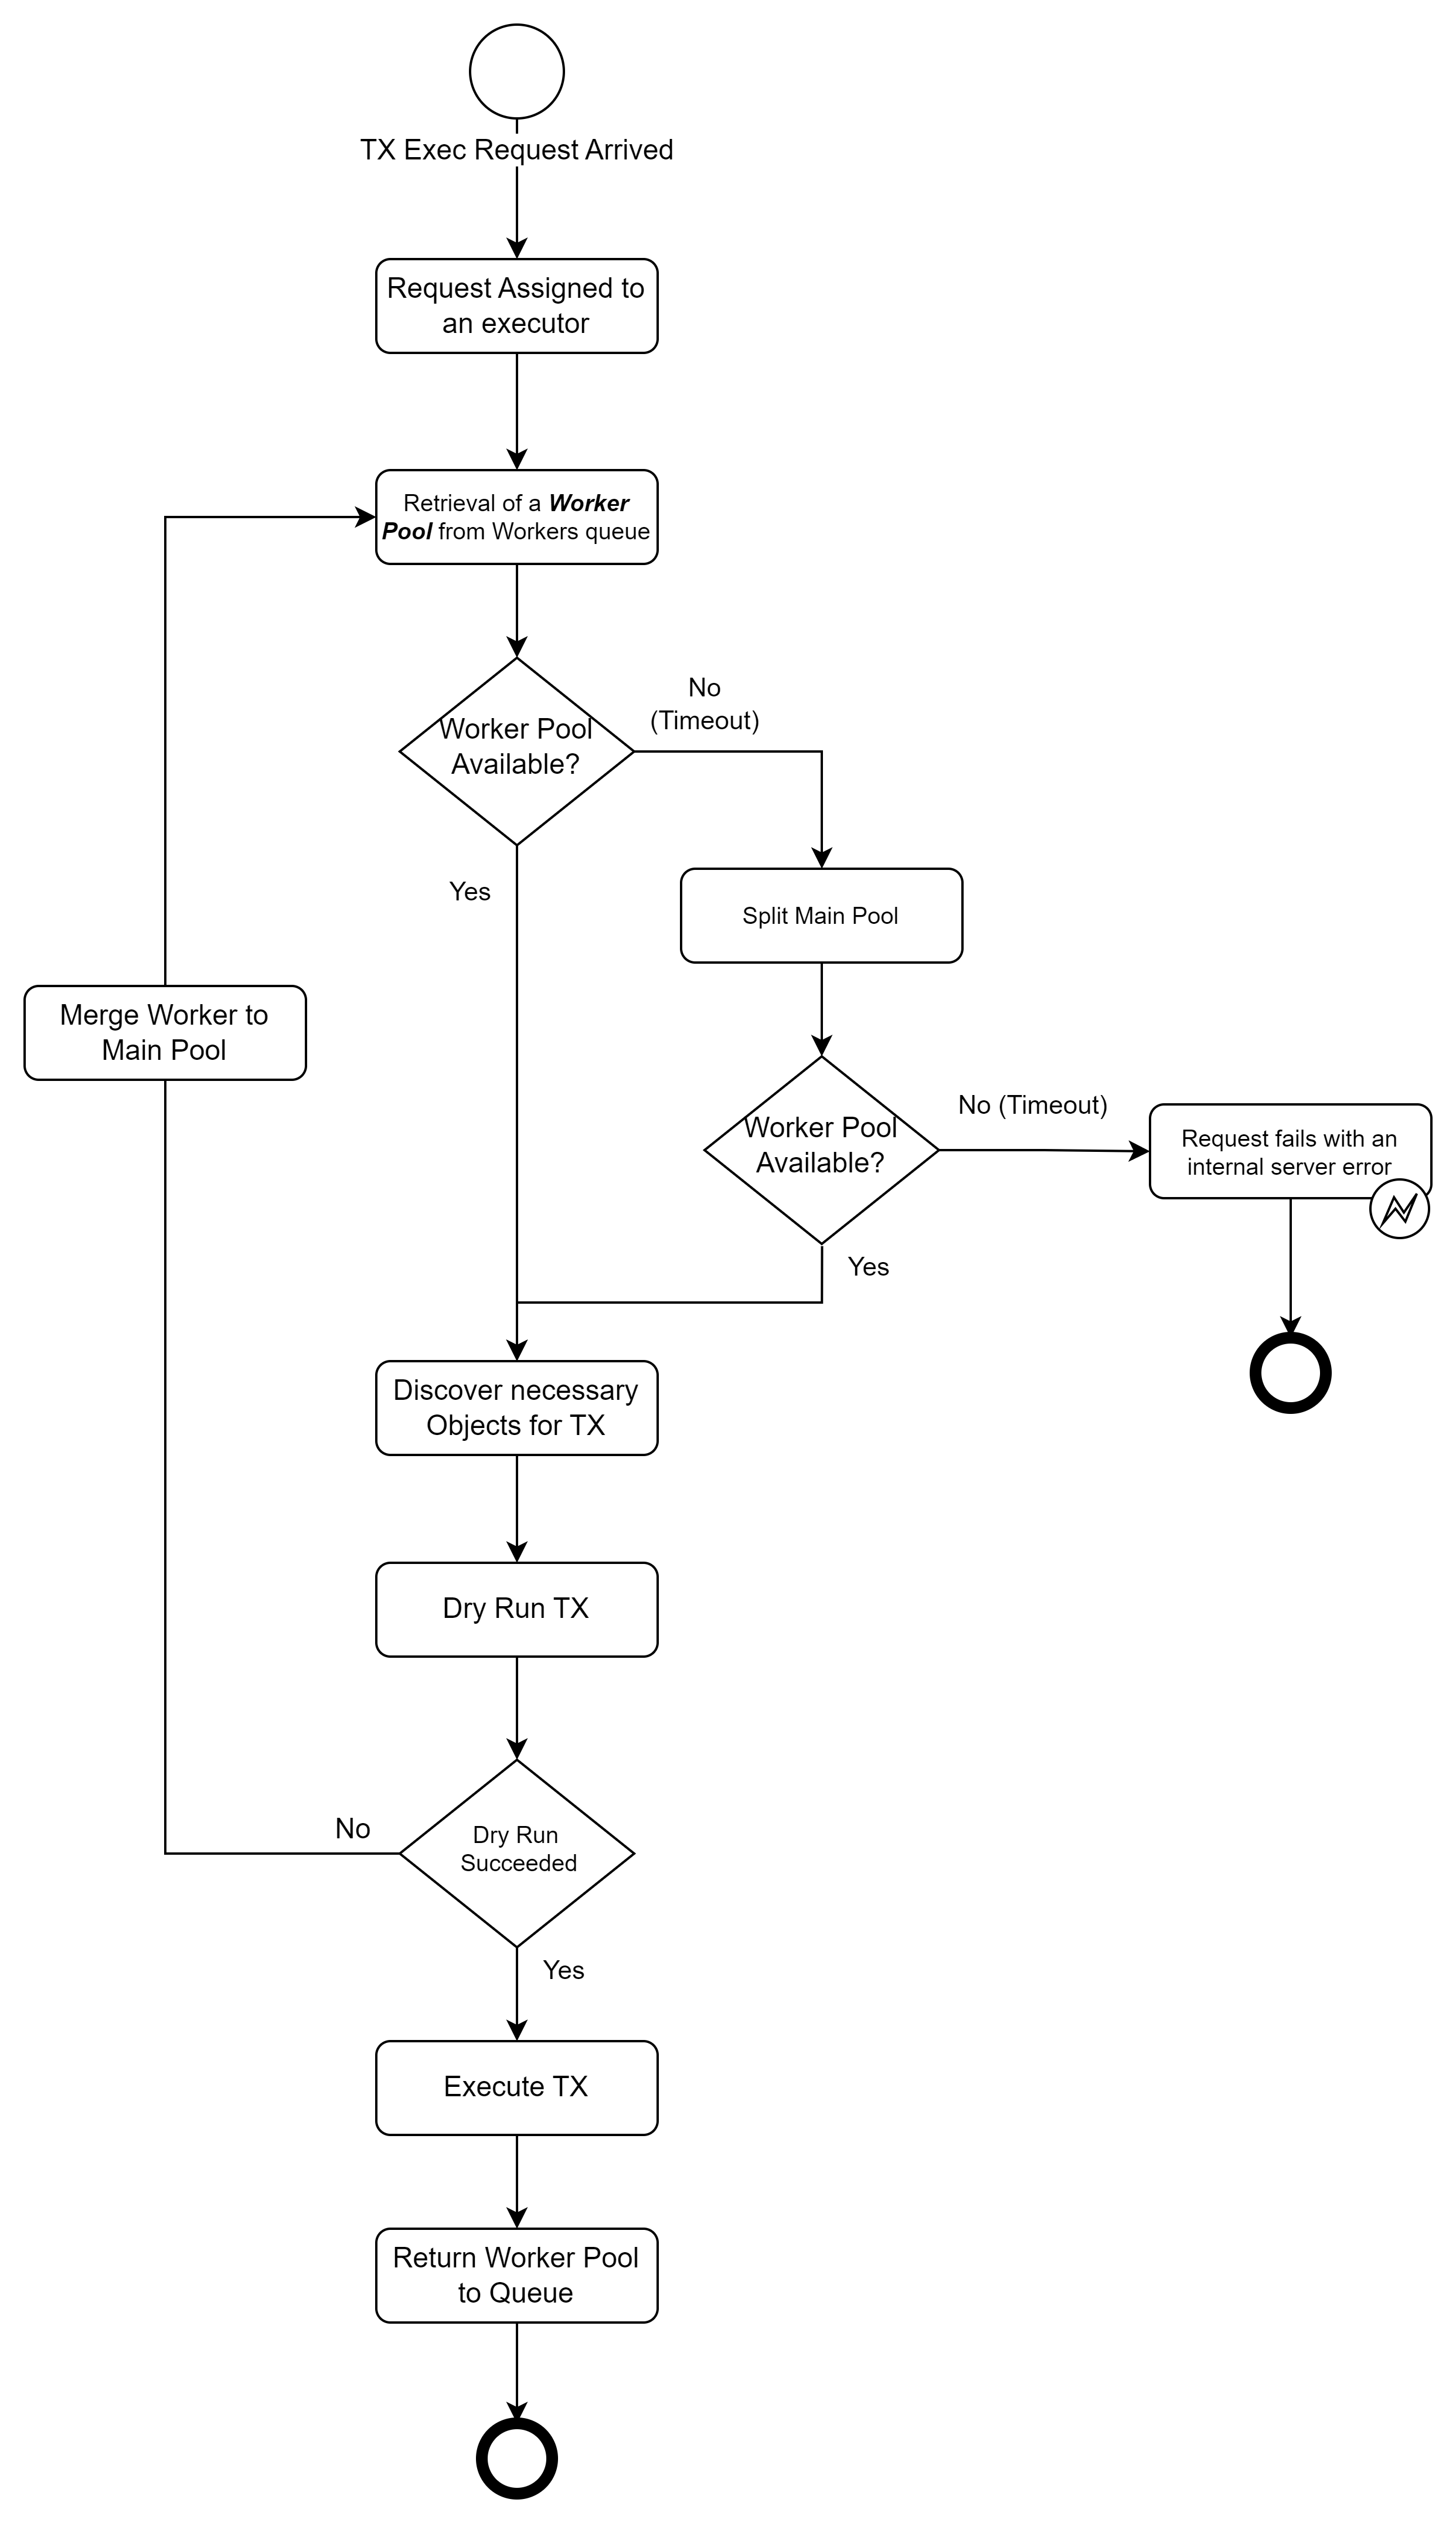 TX Exec Request Arrived
Request Assigned to
an executor
Retrieval of a Worker
Pool from Workers queue
Worker Pool
Available?
No
(Timeout)
Yes
Split Main Pool
Merge Worker to
Main Pool
Worker Pool
Available?
No (Timeout)
Request fails with an
internal server error
Yes
Discover necessary
Objects for TX
Dry Run TX
No
Dry Run
Succeeded
Yes
Execute TX
Return Worker Pool
to Queue